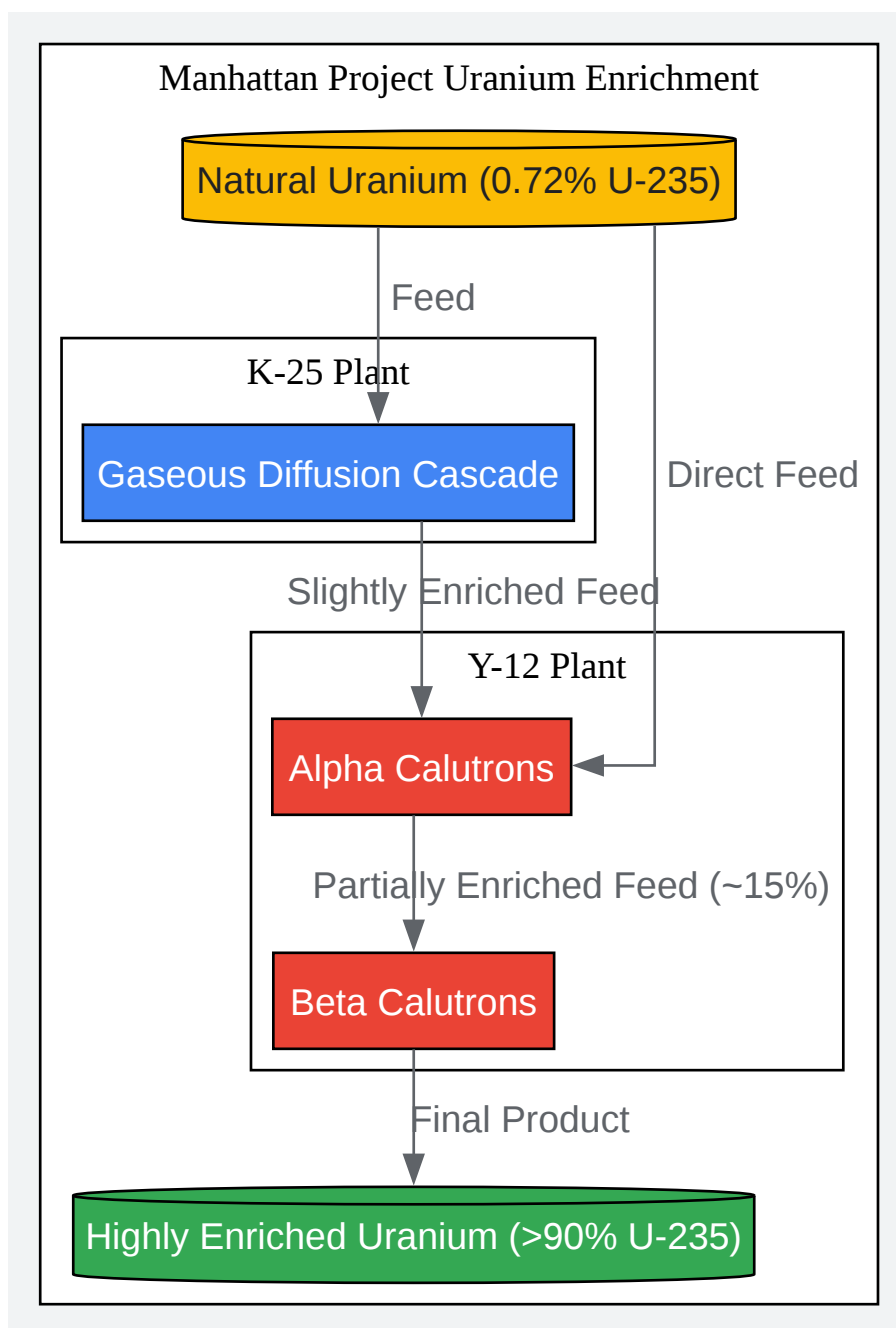 Manhattan Project Uranium Enrichment
Natural Uranium (0.72% U-235)
Feed
K-25 Plant
Gaseous Diffusion Cascade
Direct Feed
Slightly Enriched Feed
Y-12 Plant
Alpha Calutrons
Partially Enriched Feed (~15%)
Beta Calutrons
Final Product
Highly Enriched Uranium (>90% U-235)